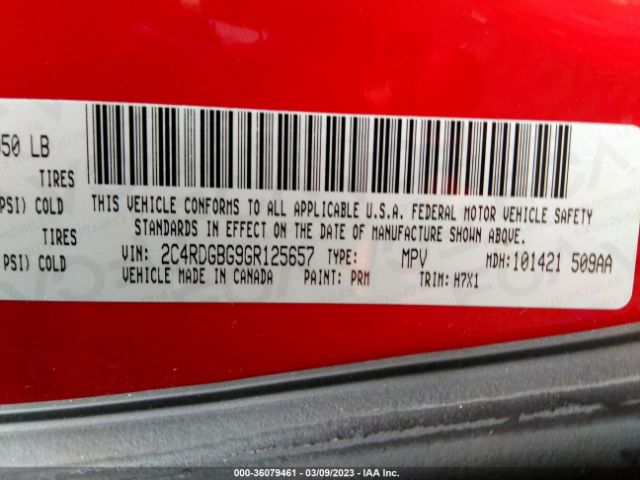 50 LB
TIRES
PSI) COLD
TIRES
PSI) COLD
THIS VEHICLE CONFORMS TO ALL APPLICABLE U.S.A. FEDERAL MOTOR VEHICLE SAFETY
STANDARDS IN EFFECT ON THE DATE OF MANUFACTURE SHOWN ABOVE.
VIN: 2C4RDGBG9GR125657 TYPE: MPV MDH:101421 509AA
VEHICLE MADE IN CANADA PAINT: PRM TRIM: H7X1
000-36079461 | 03/09/2023 | IAA Inc.